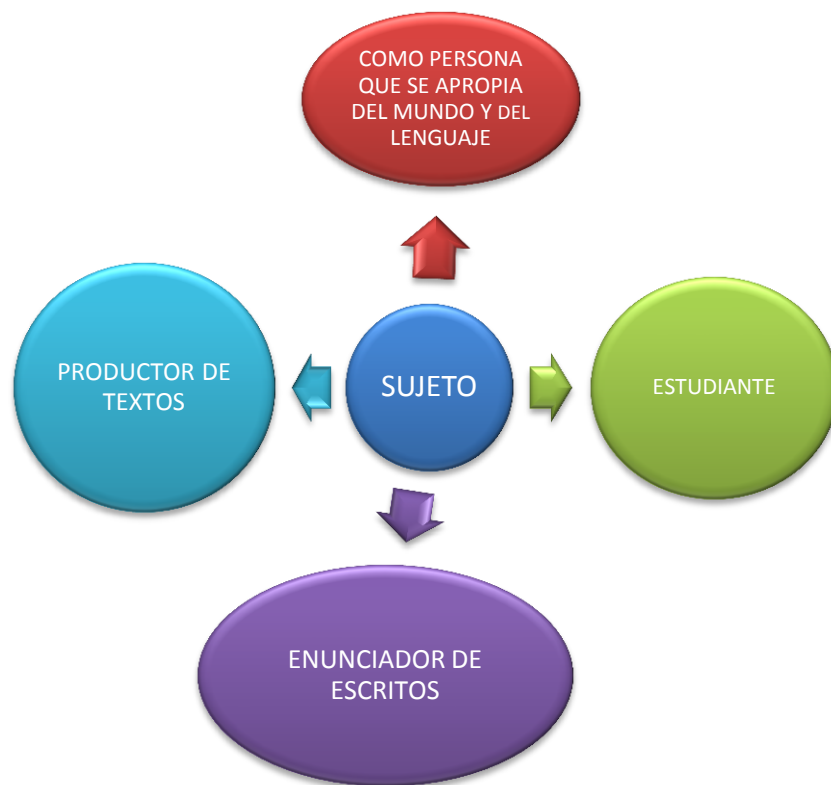 COMO PERSONA
QUE SE APROPIA
DEL MUNDO Y DEL
LENGUAJE
PRODUCTOR DE
TEXTOS
SUJETO
ESTUDIANTE
ENUNCIADOR DE
ESCRITOS